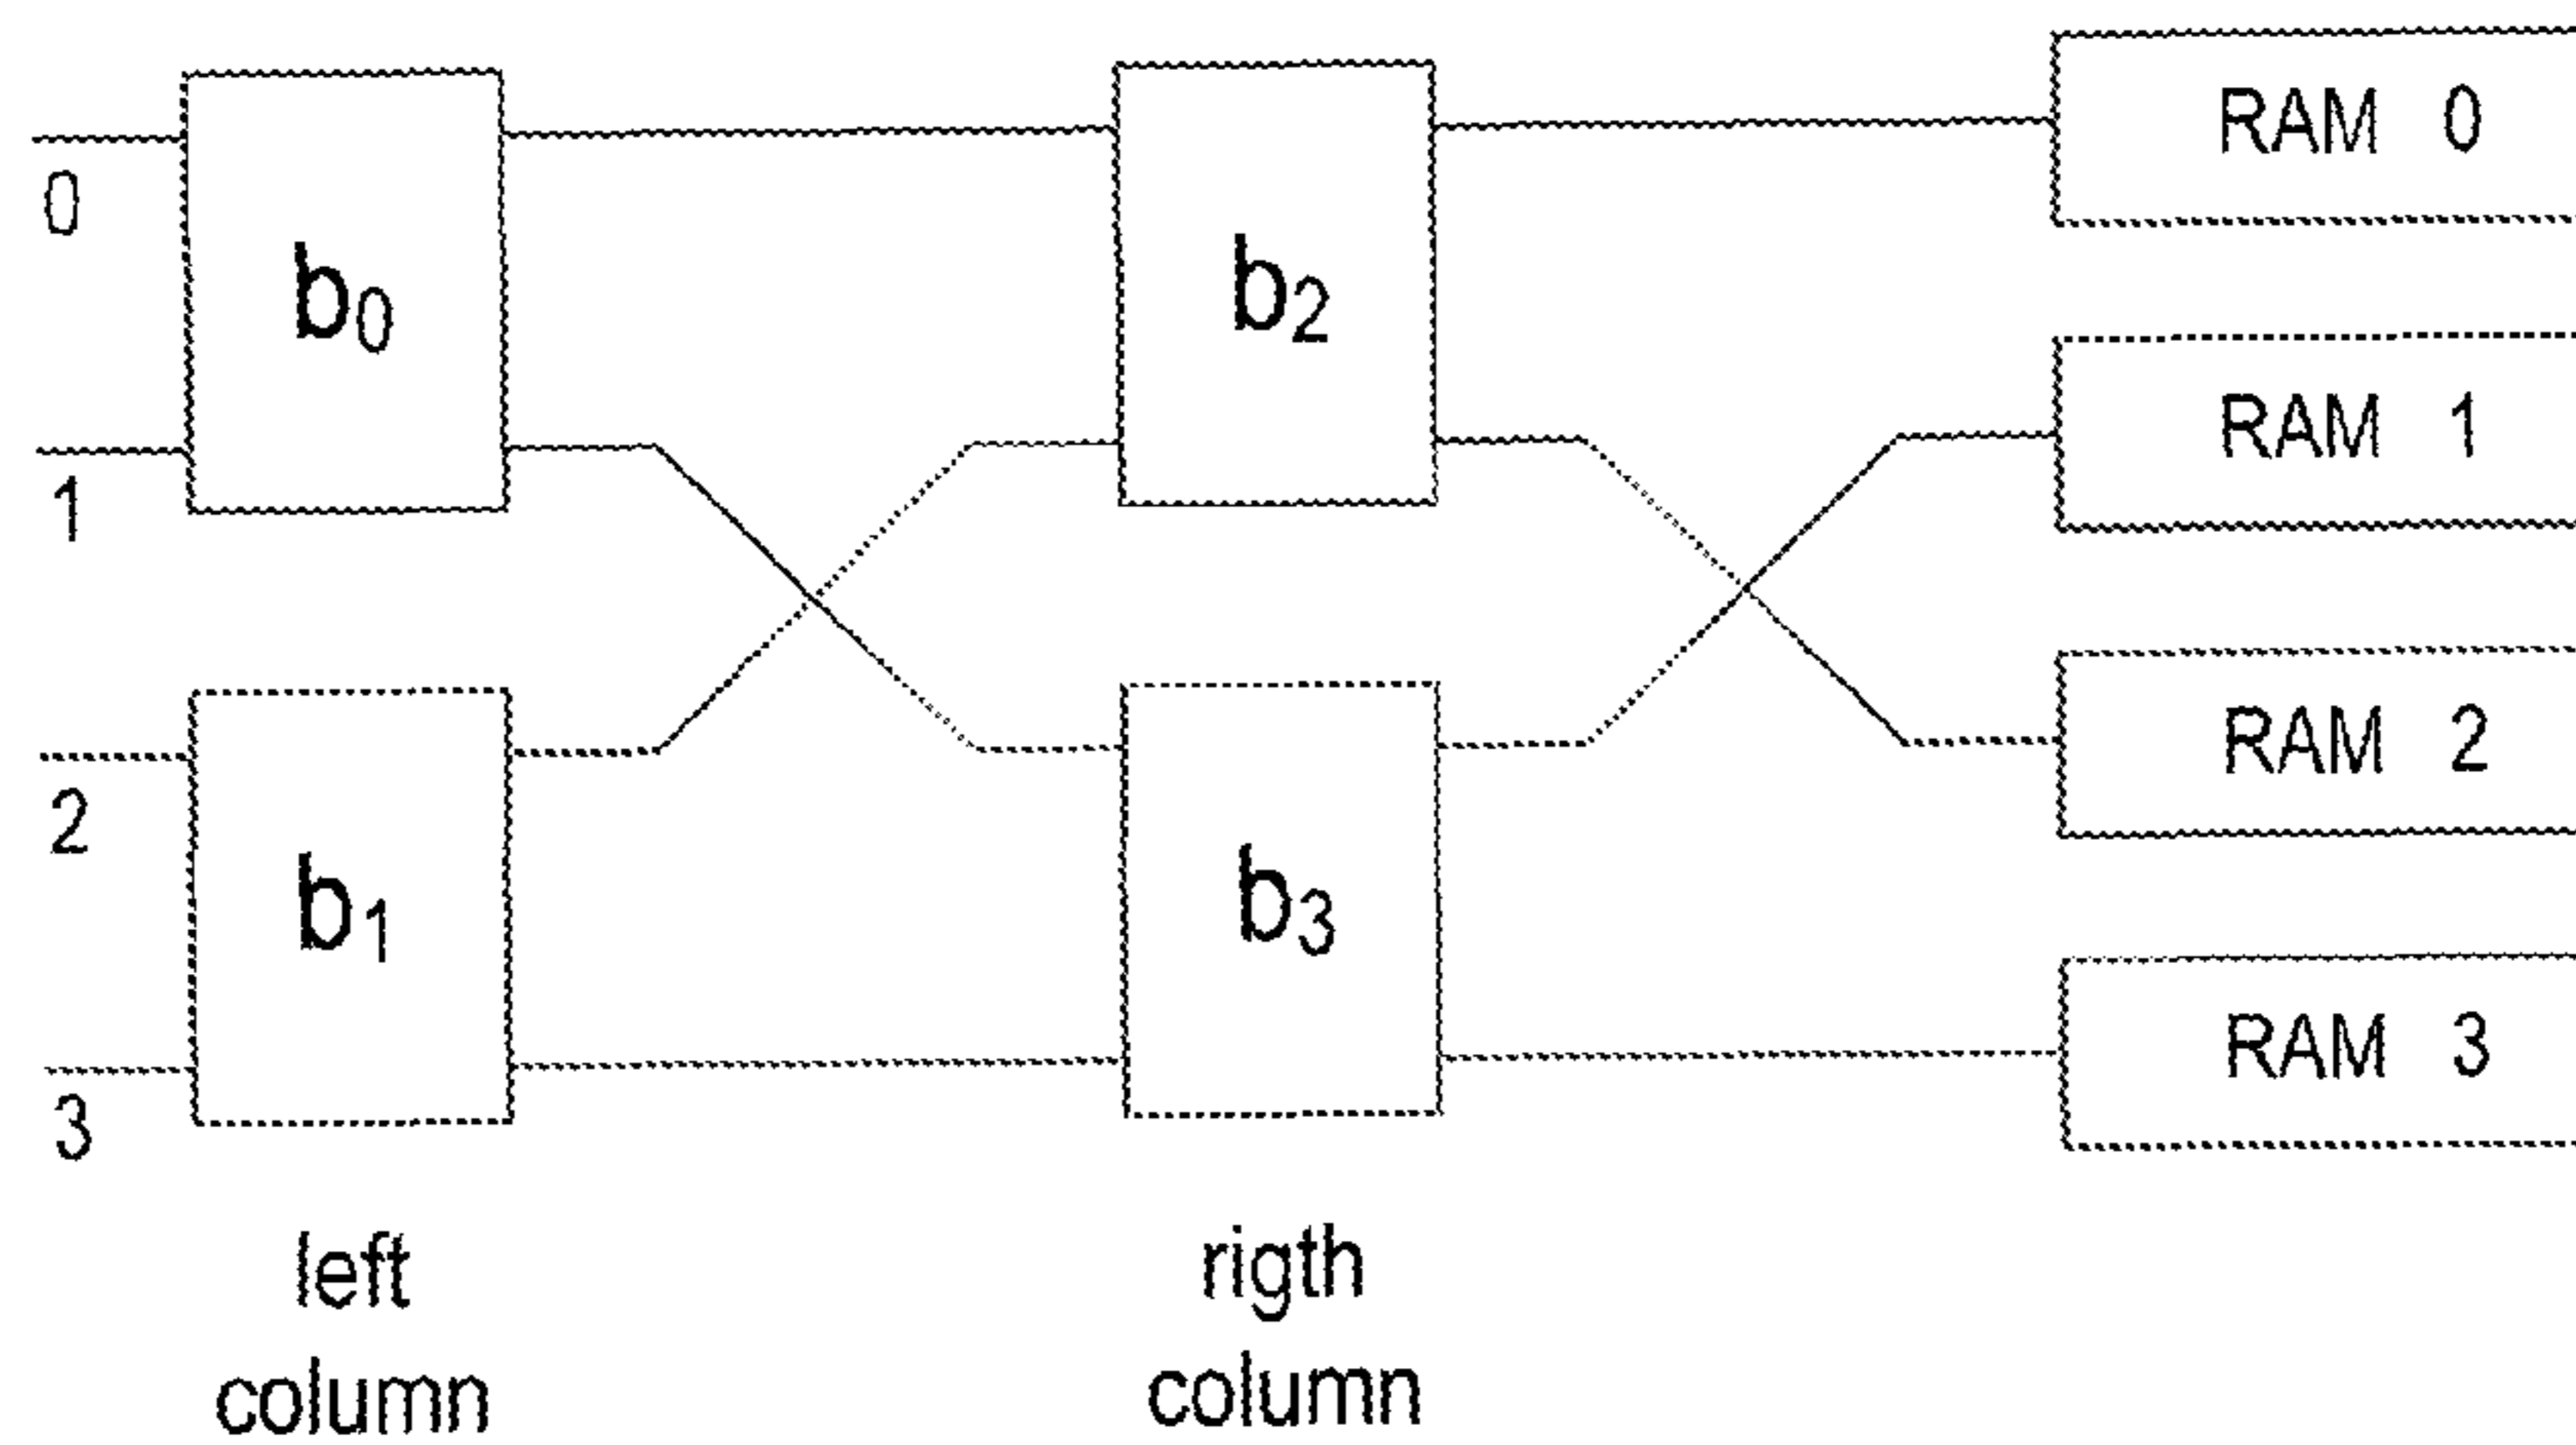 0
1
2
3
b0
b1
b2
b3
RAM 0
RAM 1
RAM 2
RAM 3
left
column
rigth
column